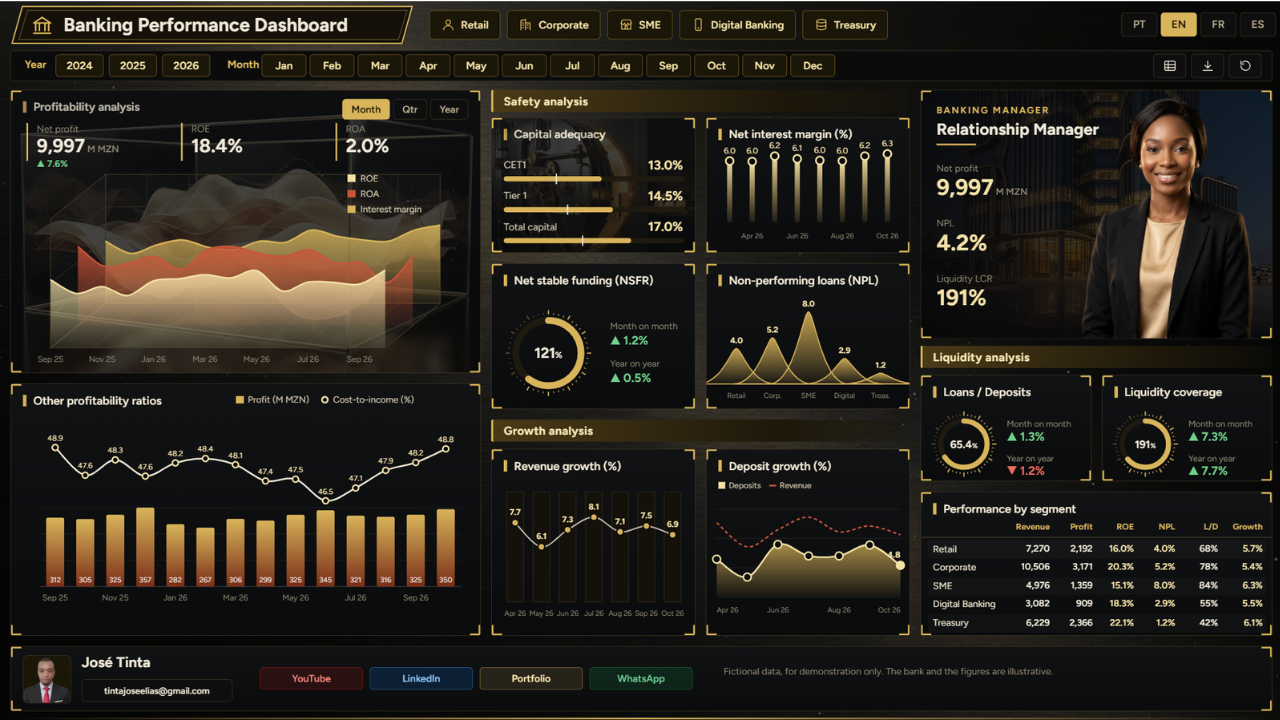 Banking Performance Dashboard
Retail
Corporate
SME
Digital Banking
Treasury
PT
EN
FR
ES
Year
2024
2025
2026
Month
Jan
Feb
Mar
Apr
May
Jun
Jul
Aug
Sep
Oct
Nov
Dec
Profitability analysis
Month
Qtr
Year
Net profit
9,997 M MZN
▲ 7.6%
ROE
18.4%
ROA
2.0%
ROE
ROA
Interest margin
Sep 25 Nov 25 Jan 26 Mar 26 May 26 Jul 26 Sep 26
Other profitability ratios
Profit (M MZN)
Cost-to-income (%)
48.9 47.6 48.3 47.6 48.2 48.4 48.1 47.4 47.5 46.5 47.1 47.9 48.2 48.8
312 305 325 357 282 267 306 299 325 345 321 316 325 350
Sep 25 Nov 25 Jan 26 Mar 26 May 26 Jul 26 Sep 26
Safety analysis
Capital adequacy
CET1 13.0%
Tier 1 14.5%
Total capital 17.0%
Net interest margin (%)
6.0 6.0 6.2 6.1 6.0 6.0 6.2 6.3
Apr 26 Jun 26 Aug 26 Oct 26
Net stable funding (NSFR)
121%
Month on month
▲ 1.2%
Year on year
▲ 0.5%
Non-performing loans (NPL)
4.0 5.2 8.0 2.9 1.2
Retail Corp. SME Digital Treas.
Growth analysis
Revenue growth (%)
7.7 6.1 7.3 8.1 7.1 7.5 6.9
Apr 26 May 26 Jun 26 Jul 26 Aug 26 Sep 26 Oct 26
Deposit growth (%)
Deposits
Revenue
4.8
Apr 26 Jun 26 Aug 26 Oct 26
BANKING MANAGER
Relationship Manager
Net profit
9,997 M MZN
NPL
4.2%
Liquidity LCR
191%
Liquidity analysis
Loans / Deposits
65.4%
Month on month
▲ 1.3%
Year on year
▼ 1.2%
Liquidity coverage
191%
Month on month
▲ 7.3%
Year on year
▲ 7.7%
Performance by segment
Revenue Profit ROE NPL L/D Growth
Retail 7,270 2,192 16.0% 4.0% 68% 5.7%
Corporate 10,506 3,171 20.3% 5.2% 78% 5.4%
SME 4,976 1,359 15.1% 8.0% 84% 6.3%
Digital Banking 3,082 909 18.3% 2.9% 55% 5.5%
Treasury 6,229 2,366 22.1% 1.2% 42% 6.1%
José Tinta
tintajoseelias@gmail.com
YouTube
LinkedIn
Portfolio
WhatsApp
Fictional data, for demonstration only. The bank and the figures are illustrative.